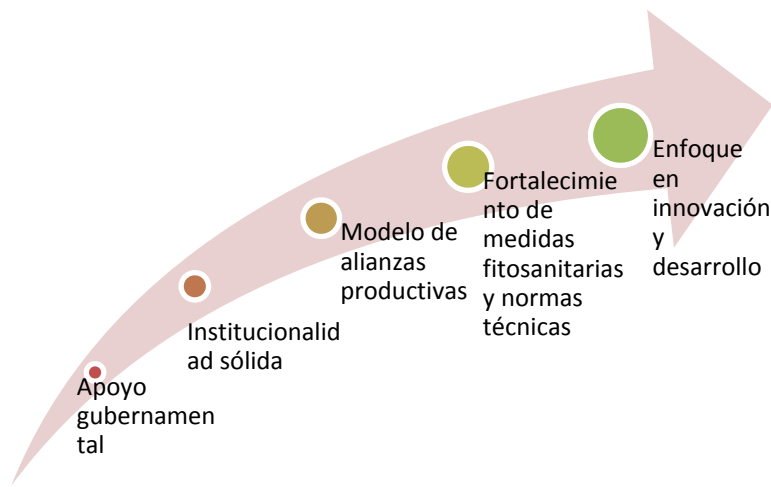 Apoyo
gubernamen
tal
Institucionalid
ad sólida
Modelo de
alianzas
productivas
Fortalecimie
nto de
medidas
fitosanitarias
y normas
técnicas
Enfoque
en
innovación
y
desarrollo